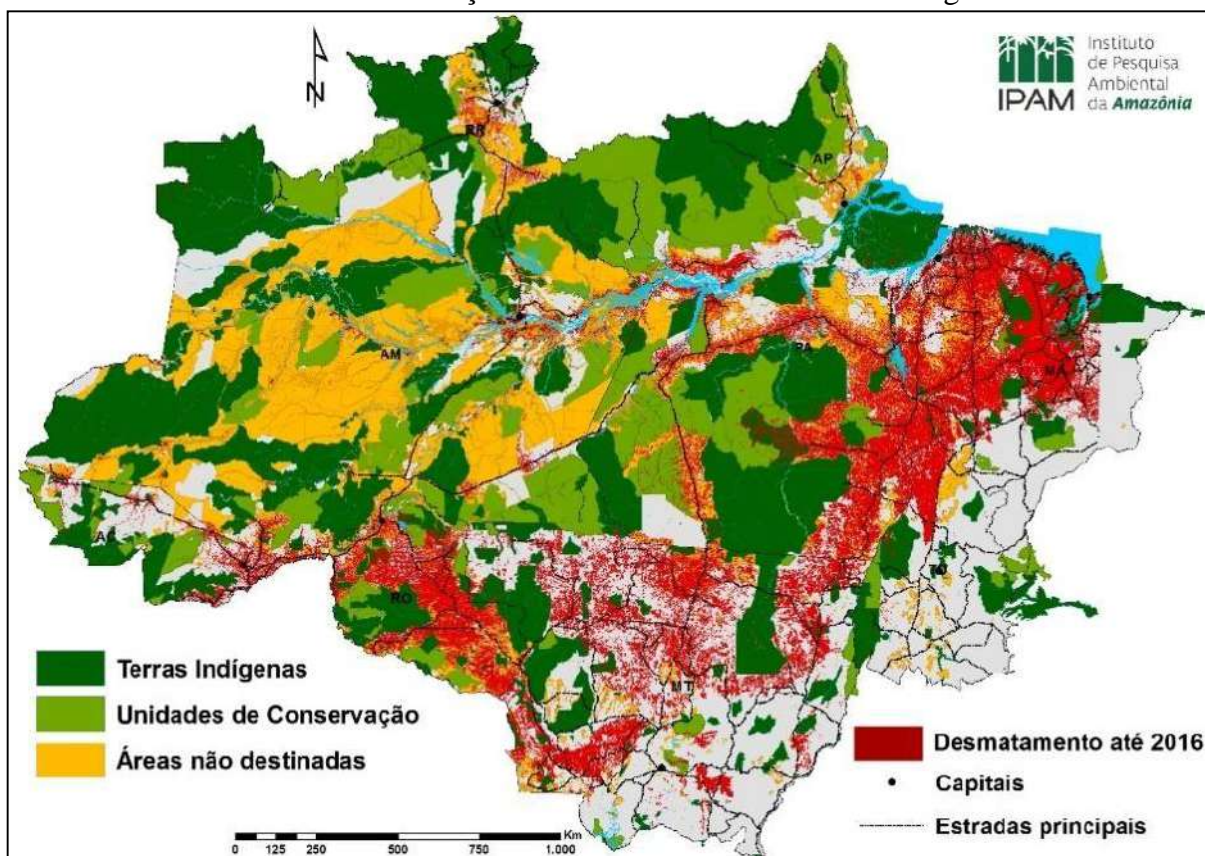 Instituto
de Pesquisa
Ambiental
da Amazônia
IPAM
N
RR
AP
AM
PA
MA
AC
RO
TO
MT
Terras Indígenas
Unidades de Conservação
Áreas não destinadas
Desmatamento até 2016
Capitais
Estradas principais
Km
0 125 250 500 750 1.000